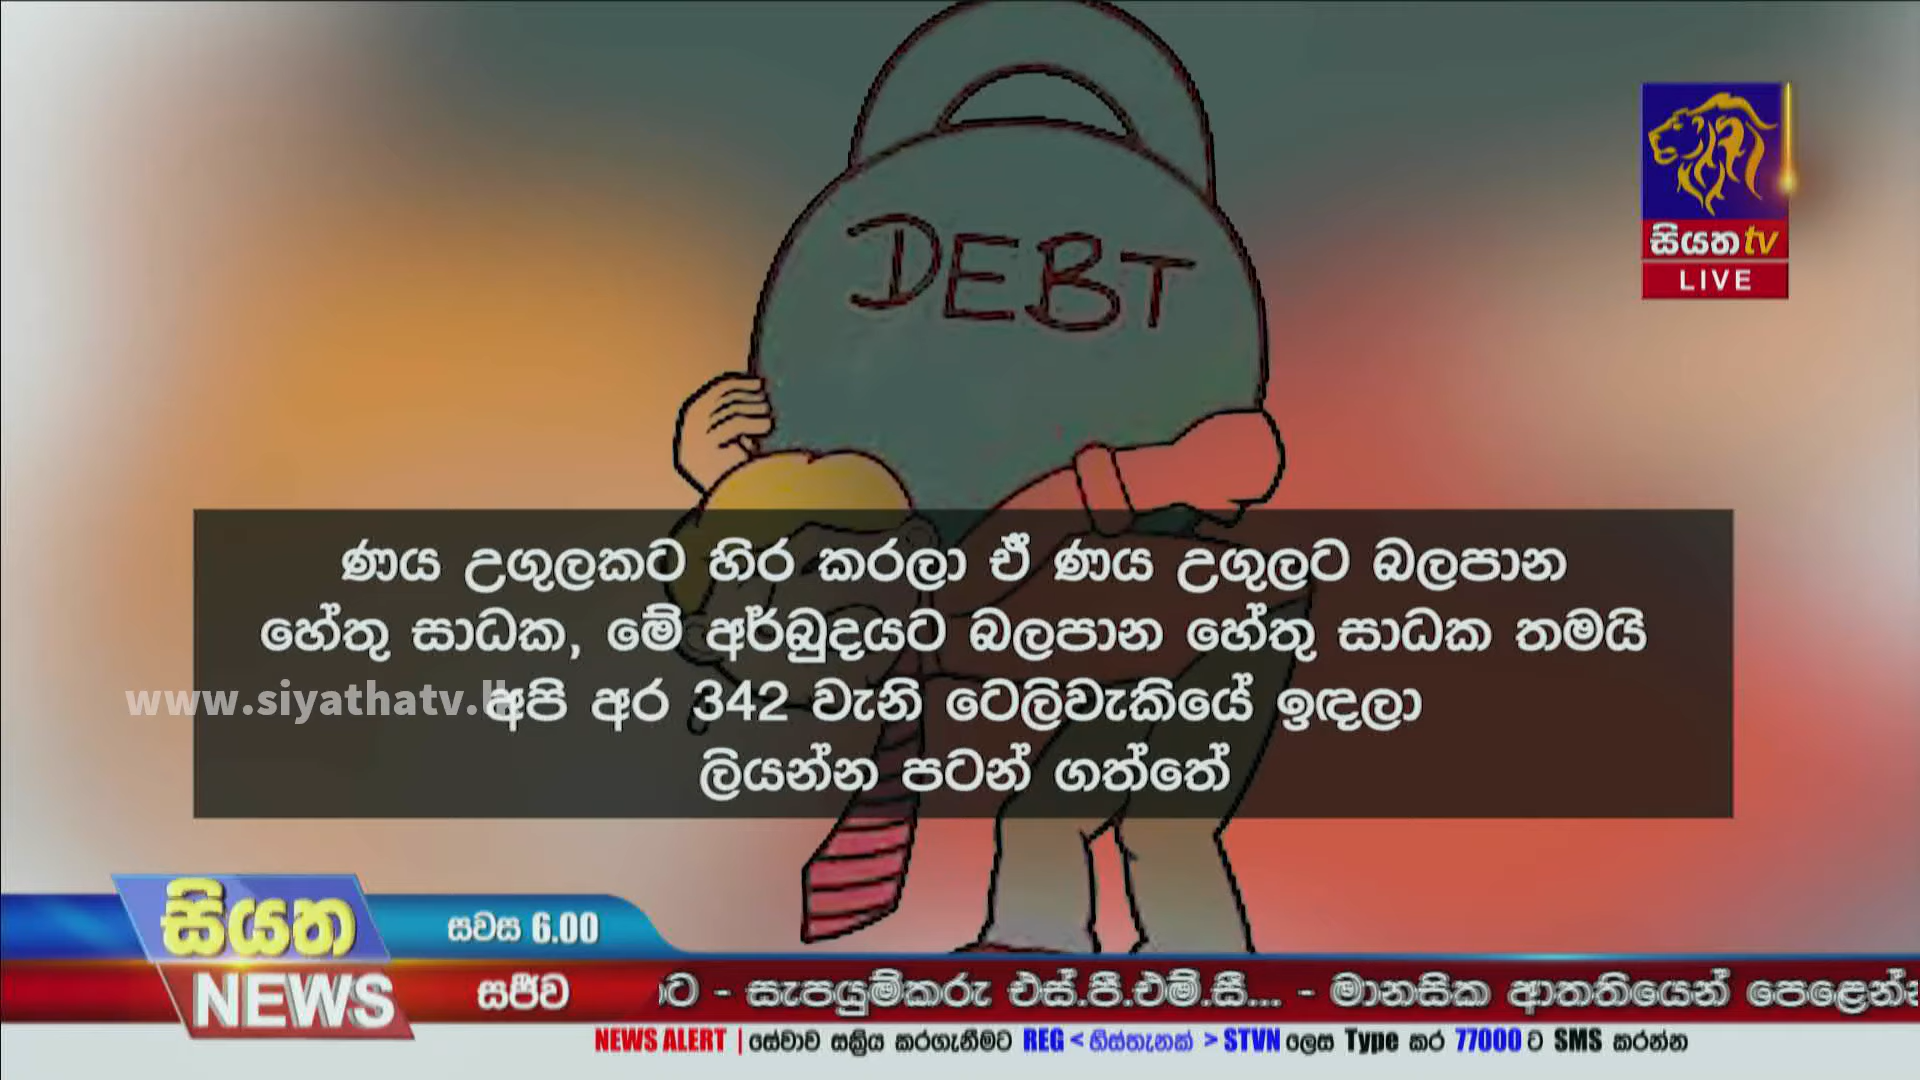 DEBT
සියත tv
LIVE
ණය උගුලකට හිර කරලා ඒ ණය උගුලට බලපාන
හේතු සාධක, මේ අර්බුදයට බලපාන හේතු සාධක තමයි
www.siyathatv.l
අපි අර 342 වැනි ටෙලිවැකියේ ඉඳලා
ලියන්න පටන් ගත්තේ
සියත
සවස 6.00
NEWS
සජීව
ට - සැපයුම්කරු එස්.පී.එම්.සී... - මානසික ආතතියෙන් පෙළෙන්
NEWS ALERT | සේවාව සක්‍රිය කරගැනීමට REG < හිස්තැනක් > STVN ලෙස Type කර 77000 ට SMS කරන්න